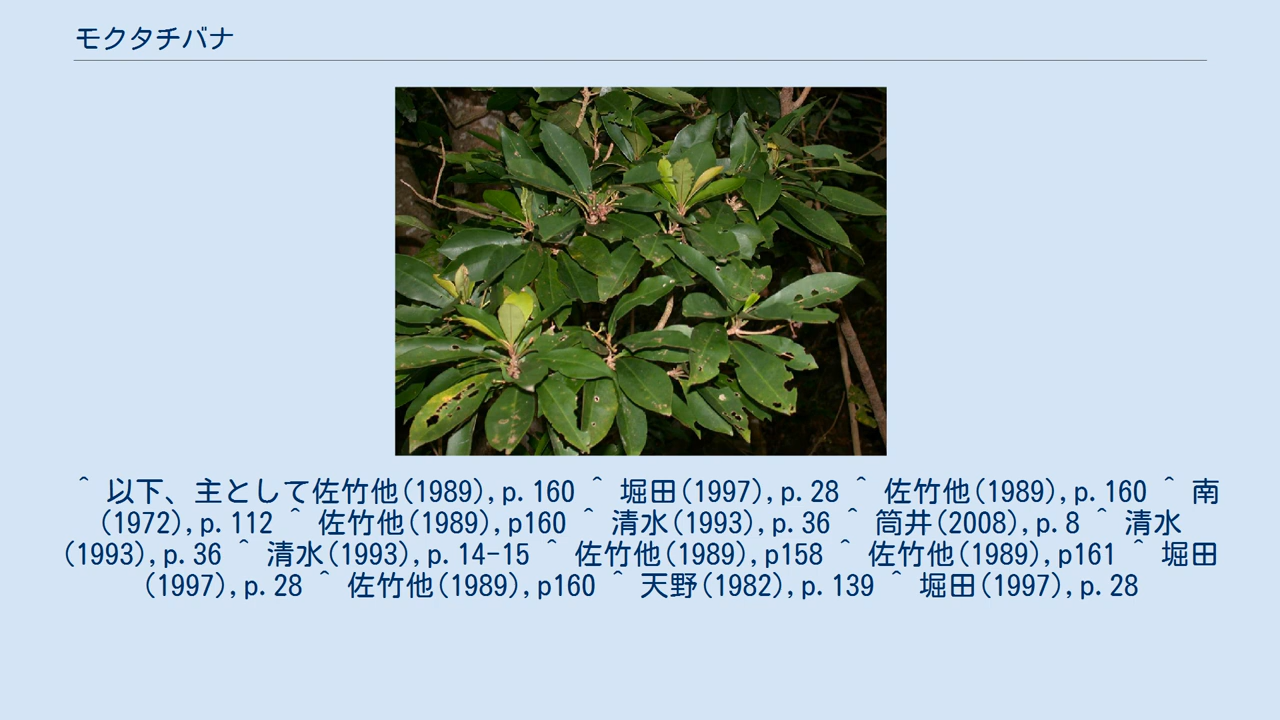 モクタチバナ
^ 以下、主として佐竹他(1989),p.160 ^ 堀田(1997),p.28 ^ 佐竹他(1989),p.160 ^ 南
(1972),p.112 ^ 佐竹他(1989),p160 ^ 清水(1993),p.36 ^ 筒井(2008),p.8 ^ 清水
(1993),p.36 ^ 清水(1993),p.14-15 ^ 佐竹他(1989),p158 ^ 佐竹他(1989),p161 ^ 堀田
(1997),p.28 ^ 佐竹他(1989),p160 ^ 天野(1982),p.139 ^ 堀田(1997),p.28